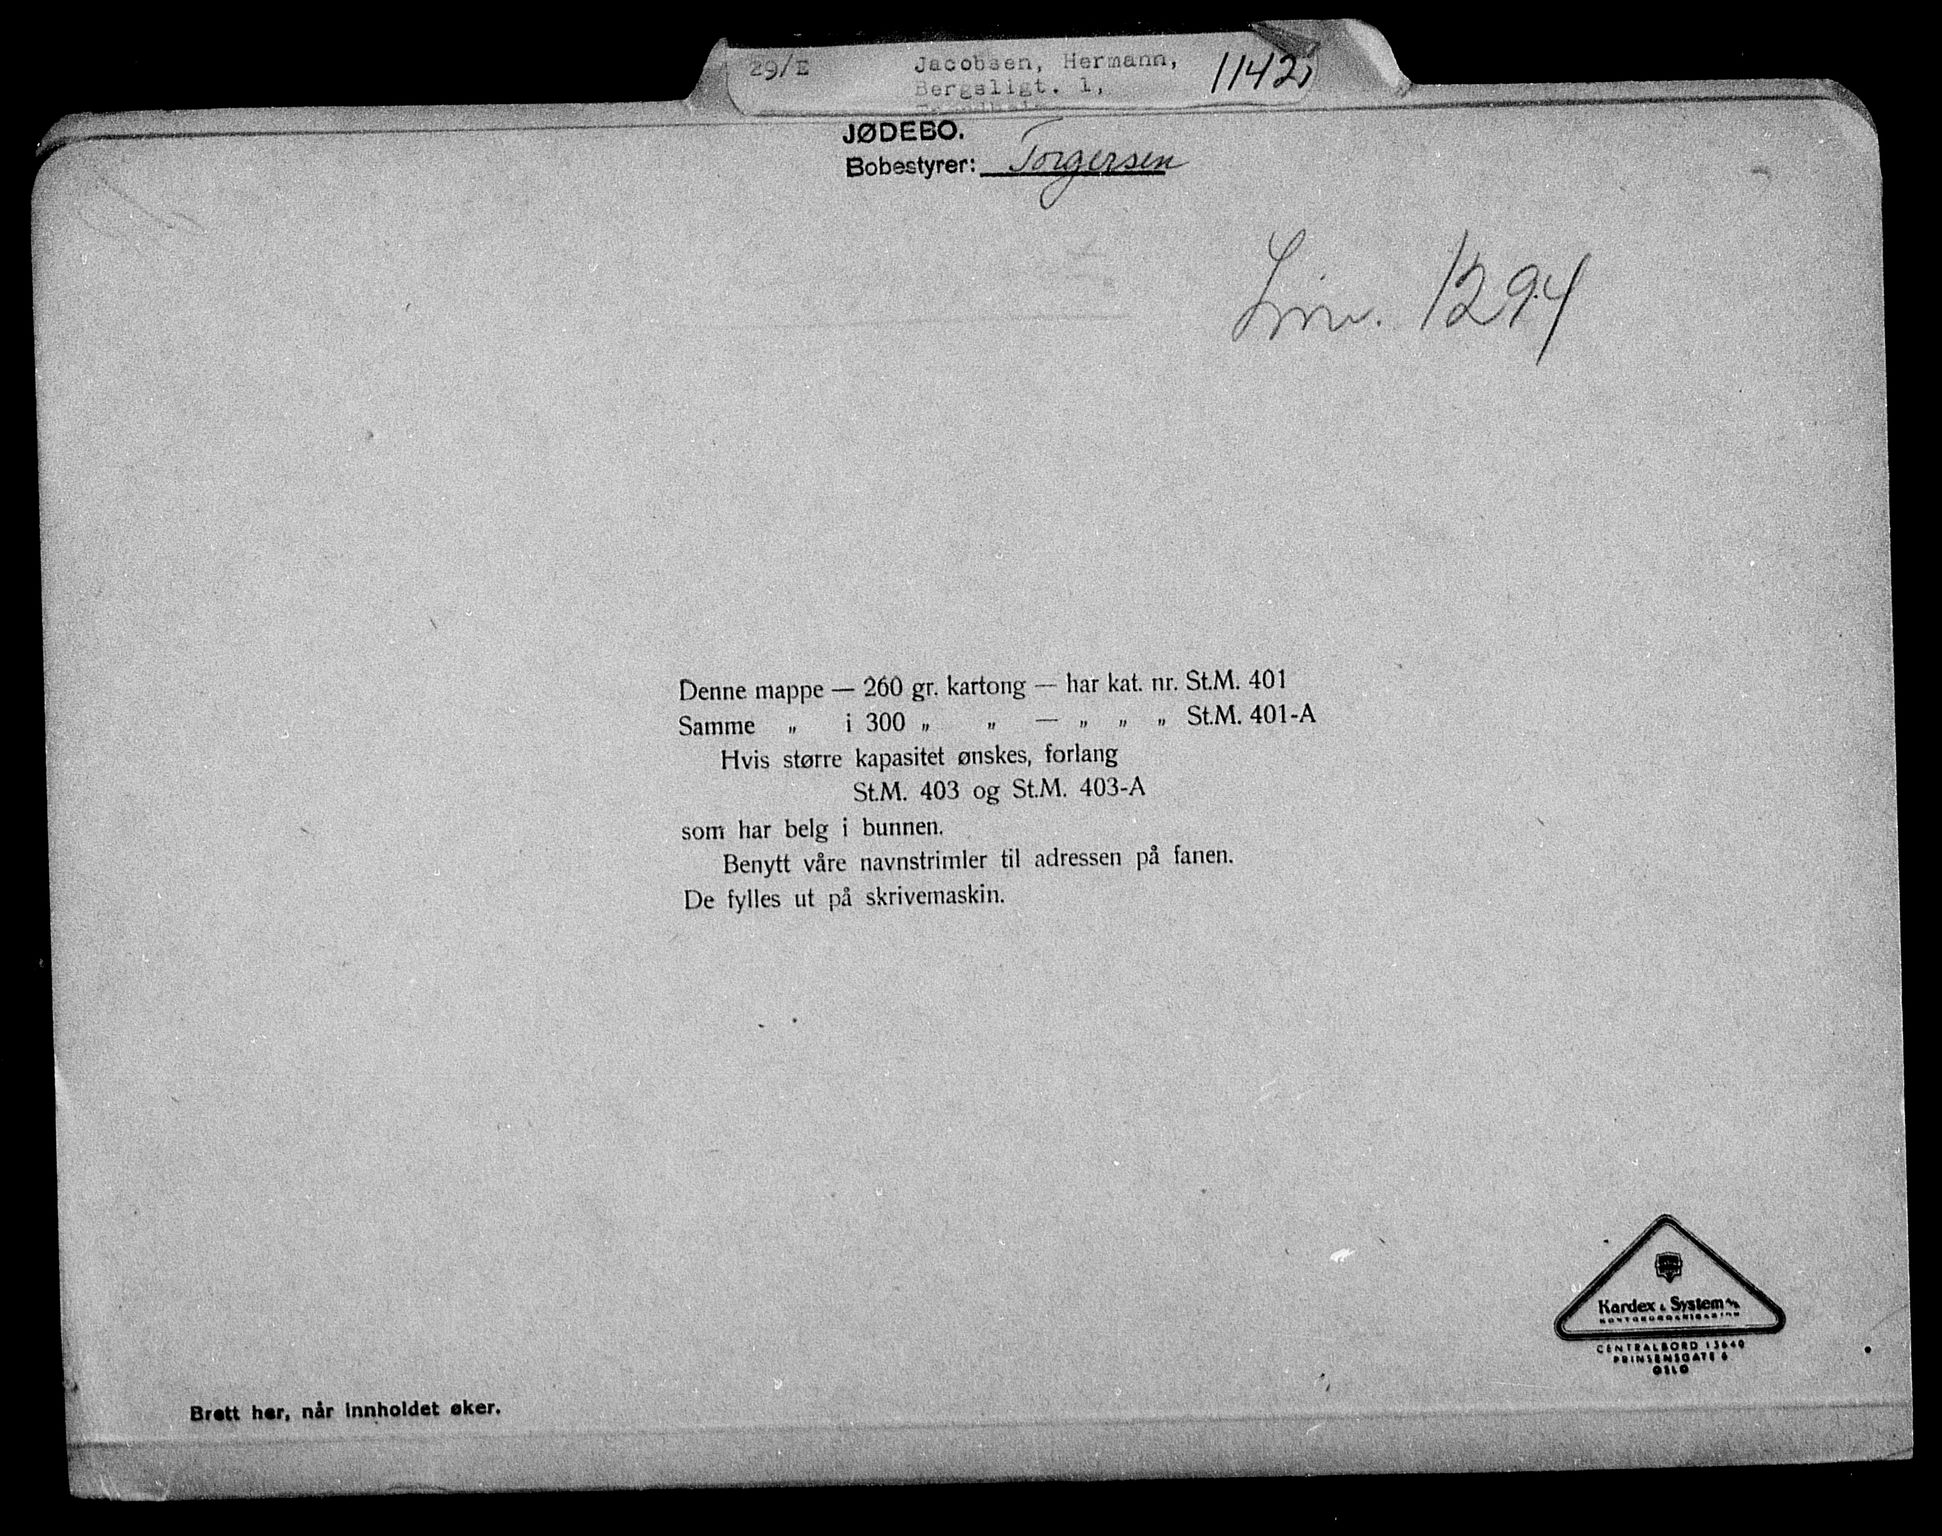 29/E Jacobsen, Hermann, 1142
Bergsligt. 1,
JØDEBO.
Bobestyrer: Torgersen
1294
Denne mappe — 260 gr. kartong — har kat. nr. St.M. 401
Samme „ i 300 „ „ — „ „ „ St.M. 401-A
Hvis større kapasitet ønskes, forlang
St.M. 403 og St.M. 403-A
som har belg i bunnen.
Benytt våre navnstrimler til adressen på fanen.
De fylles ut på skrivemaskin.
Kardex & System A/S
KONTORORGANISASJON
CENTRALBORD 13640
PRINSENSGATE 6
OSLO
Brett her, når innholdet øker.